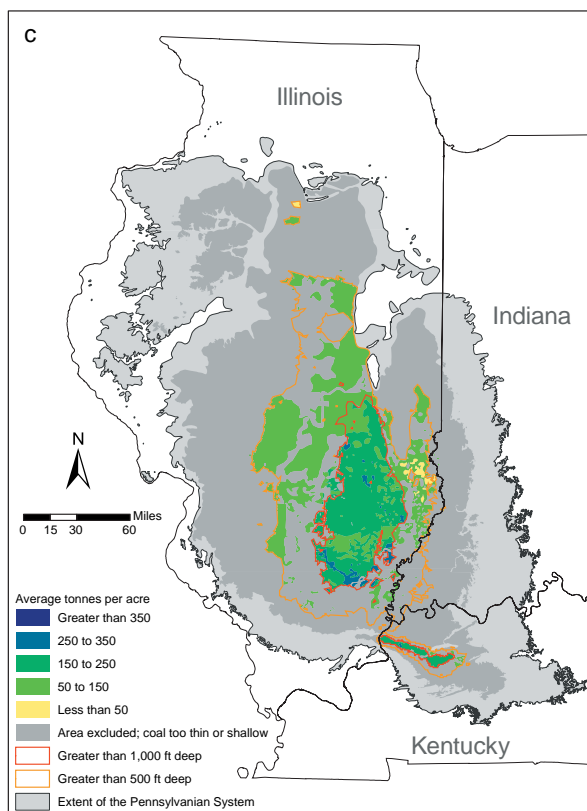 c
Illinois
Indiana
N
Miles
0 15 30 60
Average tonnes per acre
Greater than 350
250 to 350
150 to 250
50 to 150
Less than 50
Area excluded; coal too thin or shallow
Greater than 1,000 ft deep
Greater than 500 ft deep
Extent of the Pennsylvanian System
Kentucky